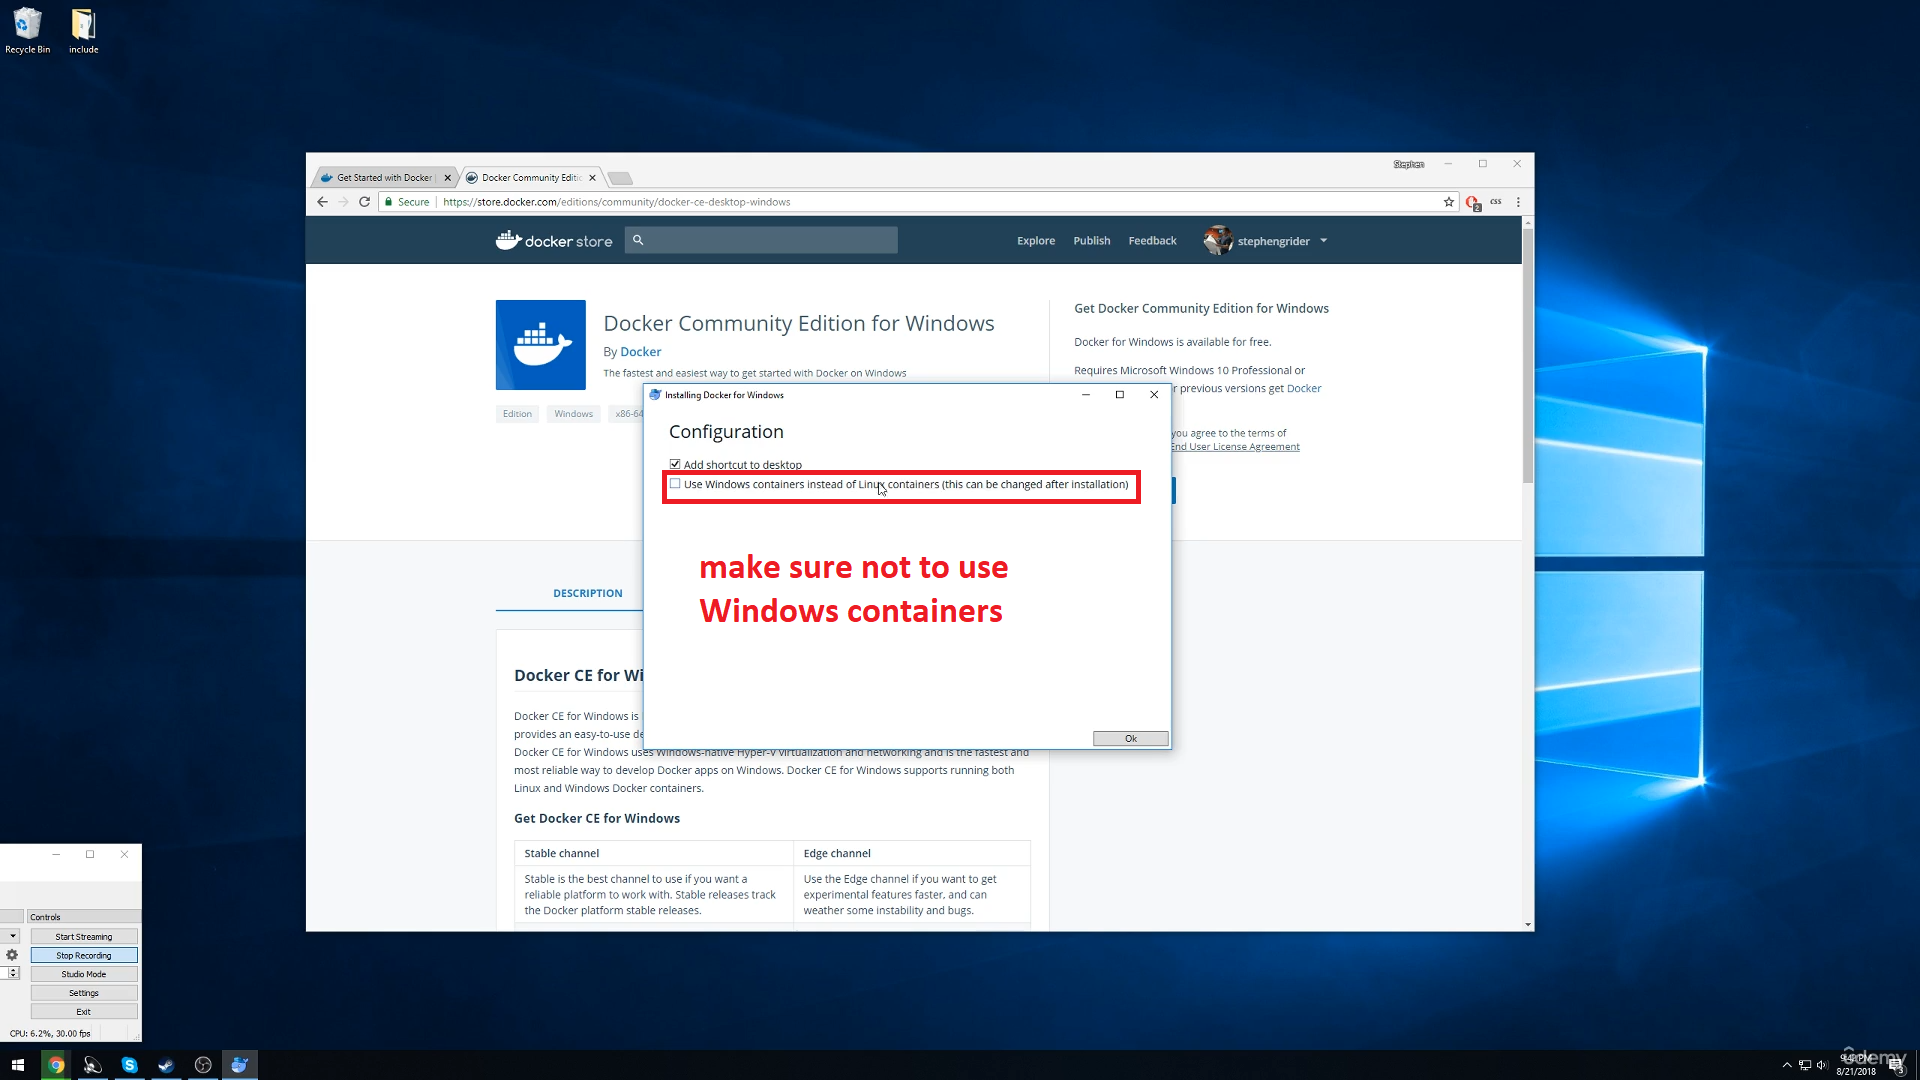 Recycle Bin
include
Stephen
Get Started with Docker
Docker Community Editi
Secure
https://store.docker.com/editions/community/docker-ce-desktop-windows
2
CSS
docker store
Explore
Publish
Feedback
stephengrider
Docker Community Edition for Windows
By Docker
The fastest and easiest way to get started with Docker on Windows
Edition
Windows
x86-64
Get Docker Community Edition for Windows
Docker for Windows is available for free.
Requires Microsoft Windows 10 Professional or
r previous versions get Docker
you agree to the terms of
End User License Agreement
Installing Docker for Windows
Configuration
Add shortcut to desktop
Use Windows containers instead of Linux containers (this can be changed after installation)
make sure not to use
Windows containers
Ok
DESCRIPTION
Docker CE for Wi
Docker CE for Windows is
provides an easy-to-use de
Docker CE for Windows uses Windows-native Hyper-V virtualization and networking and is the fastest and
most reliable way to develop Docker apps on Windows. Docker CE for Windows supports running both
Linux and Windows Docker containers.
Get Docker CE for Windows
Stable channel
Stable is the best channel to use if you want a
reliable platform to work with. Stable releases track
the Docker platform stable releases.
Edge channel
Use the Edge channel if you want to get
experimental features faster, and can
weather some instability and bugs.
Controls
Start Streaming
Stop Recording
Studio Mode
Settings
Exit
CPU: 6.2%, 30.00 fps
8/21/2018
udemy
3